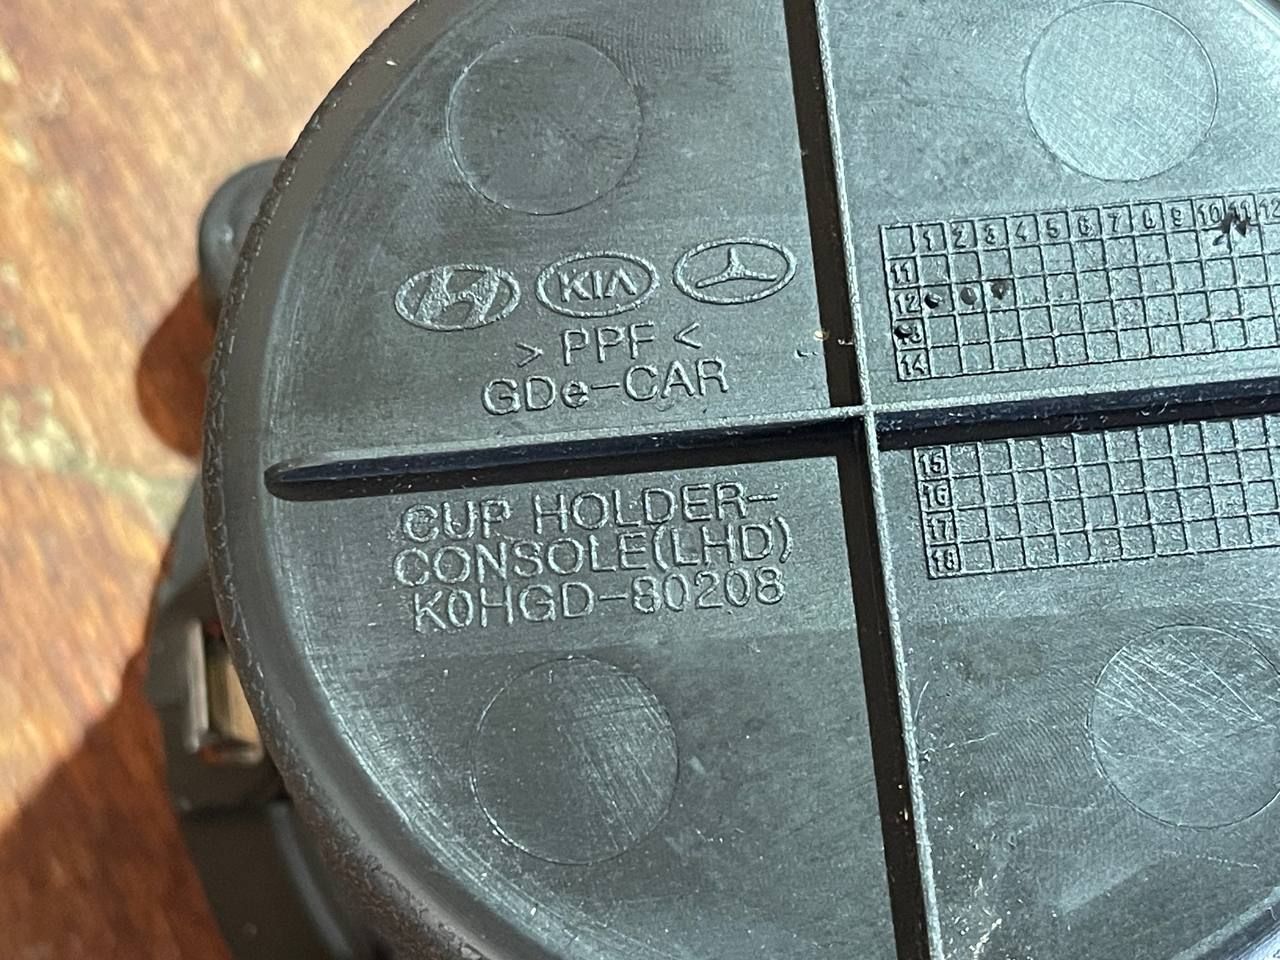 KIA
> PPF <
GDe-CAR
CUP HOLDER-
CONSOLE(LHD)
K0HGD-80208
1 2 3 4 5 6 7 8 9 10 11 12
11
12
13
14
15
16
17
18